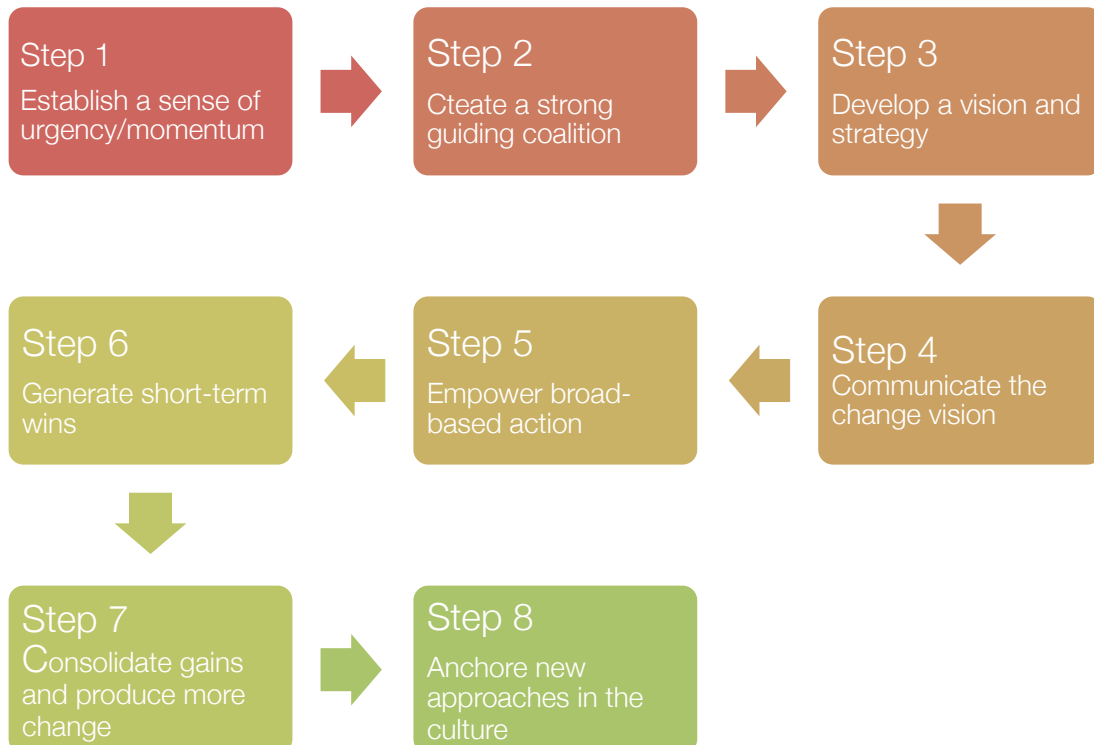 Step 1
Establish a sense of
urgency/momentum
Step 2
Cteate a strong
guiding coalition
Step 3
Develop a vision and
strategy
Step 4
Communicate the
change vision
Step 5
Empower broad-
based action
Step 6
Generate short-term
wins
Step 7
Consolidate gains
and produce more
change
Step 8
Anchore new
approaches in the
culture